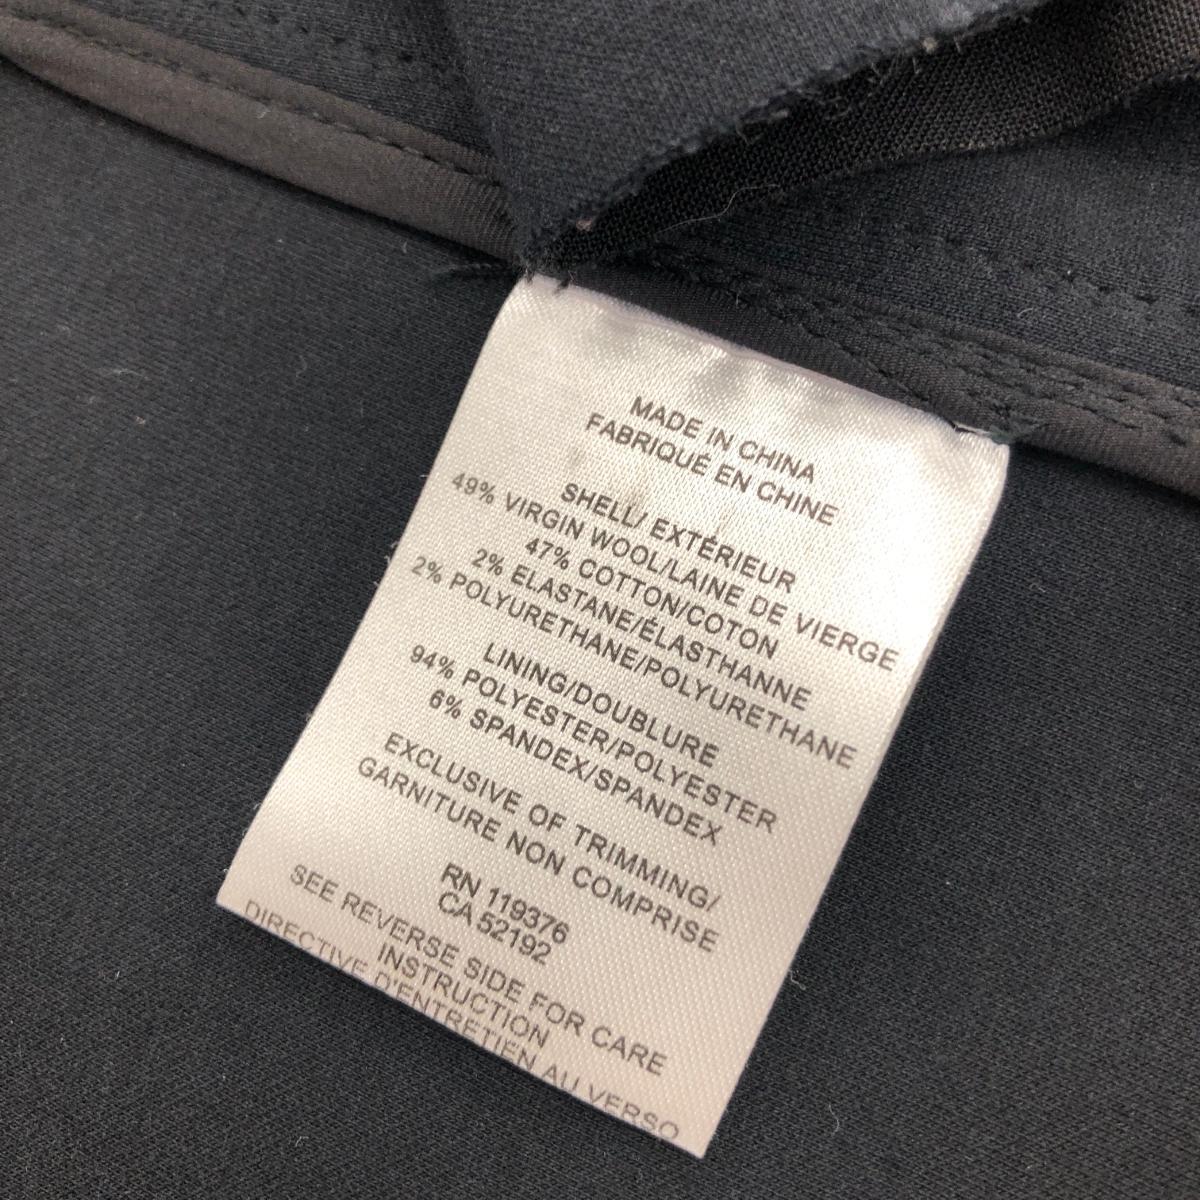 MADE IN CHINA
FABRIQUÉ EN CHINE
SHELL/ EXTÉRIEUR
49% VIRGIN WOOL/LAINE DE VIERGE
47% COTTON/COTON
2% ELASTANE/ÉLASTHANNE
2% POLYURETHANE/POLYURETHANE
LINING/DOUBLURE
94% POLYESTER/POLYESTER
6% SPANDEX/SPANDEX
EXCLUSIVE OF TRIMMING/
GARNITURE NON COMPRISE
RN 119376
CA 52192
SEE REVERSE SIDE FOR CARE
INSTRUCTION
DIRECTIVE D'ENTRETIEN AU VERSO